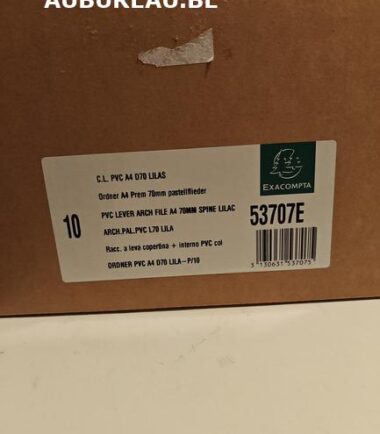 AUBUREAU.BE
C.L. PVC A4 D70 LILAS
Ordner A4 Prem 70mm pastellflieder
10
PVC LEVER ARCH FILE A4 70MM SPINE LILAC
ARCH.PAL.PVC L70 LILA
Racc. a leva copertina + interno PVC col
ORDNER PVC A4 D70 LILA-P/10
EXACOMPTA
53707E
3 130631 537075